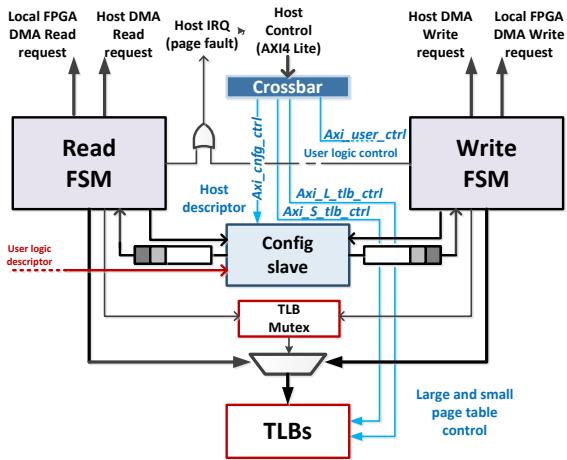 Local FPGA
DMA Read
request
Host DMA
Read
request
Host IRQ
(page fault)
Host
Control
(AXI4 Lite)
Host DMA
Write
request
Local FPGA
DMA Write
request
Crossbar
Read
FSM
Axi_cnfg_ctrl
Axi_user_ctrl
User logic control
Write
FSM
Host
descriptor
Axi_L_tlb_ctrl
Axi_S_tlb_ctrl
Config
slave
User logic
descriptor
TLB
Mutex
TLBs
Large and small
page table
control